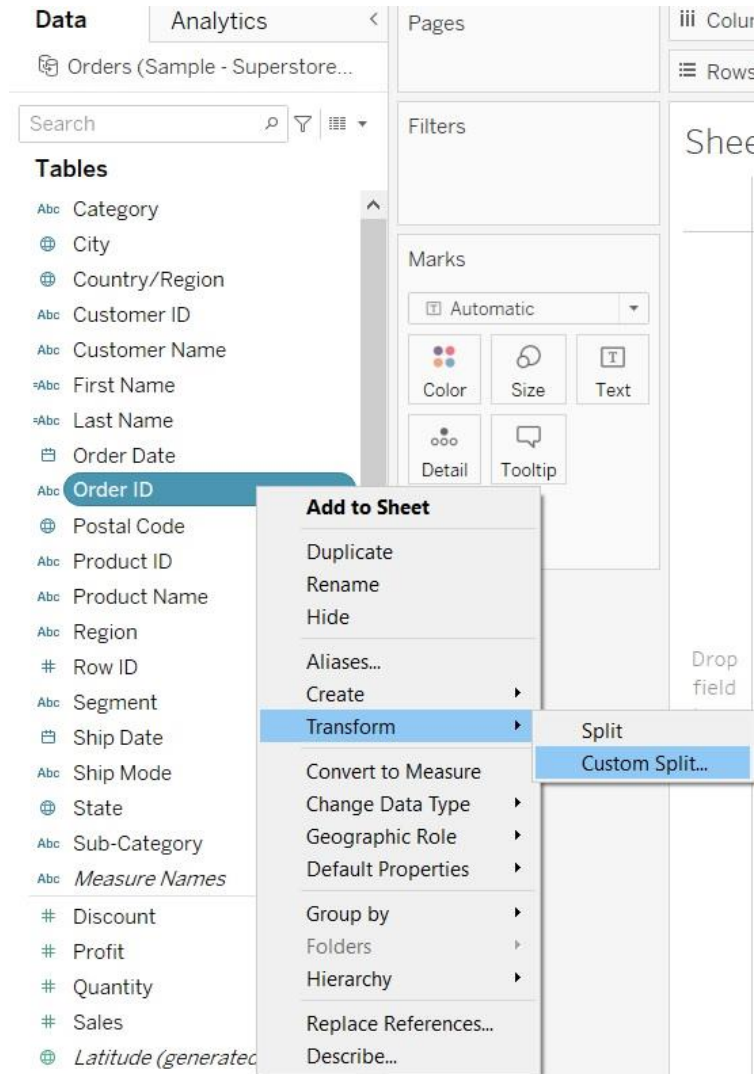 Data
Analytics
Orders (Sample - Superstore...
Search
Tables
Abc Category
City
Country/Region
Abc Customer ID
Abc Customer Name
=Abc First Name
=Abc Last Name
Order Date
Abc Order ID
Postal Code
Abc Product ID
Abc Product Name
Abc Region
# Row ID
Abc Segment
Ship Date
Abc Ship Mode
State
Abc Sub-Category
Abc Measure Names
# Discount
# Profit
# Quantity
# Sales
Latitude (generated
Pages
Filters
Marks
Automatic
Color
Size
Text
Detail
Tooltip
Add to Sheet
Duplicate
Rename
Hide
Aliases...
Create
Transform
Convert to Measure
Change Data Type
Geographic Role
Default Properties
Group by
Folders
Hierarchy
Replace References...
Describe...
Split
Custom Split...
iii Colu
Rows
Shee
Drop
field